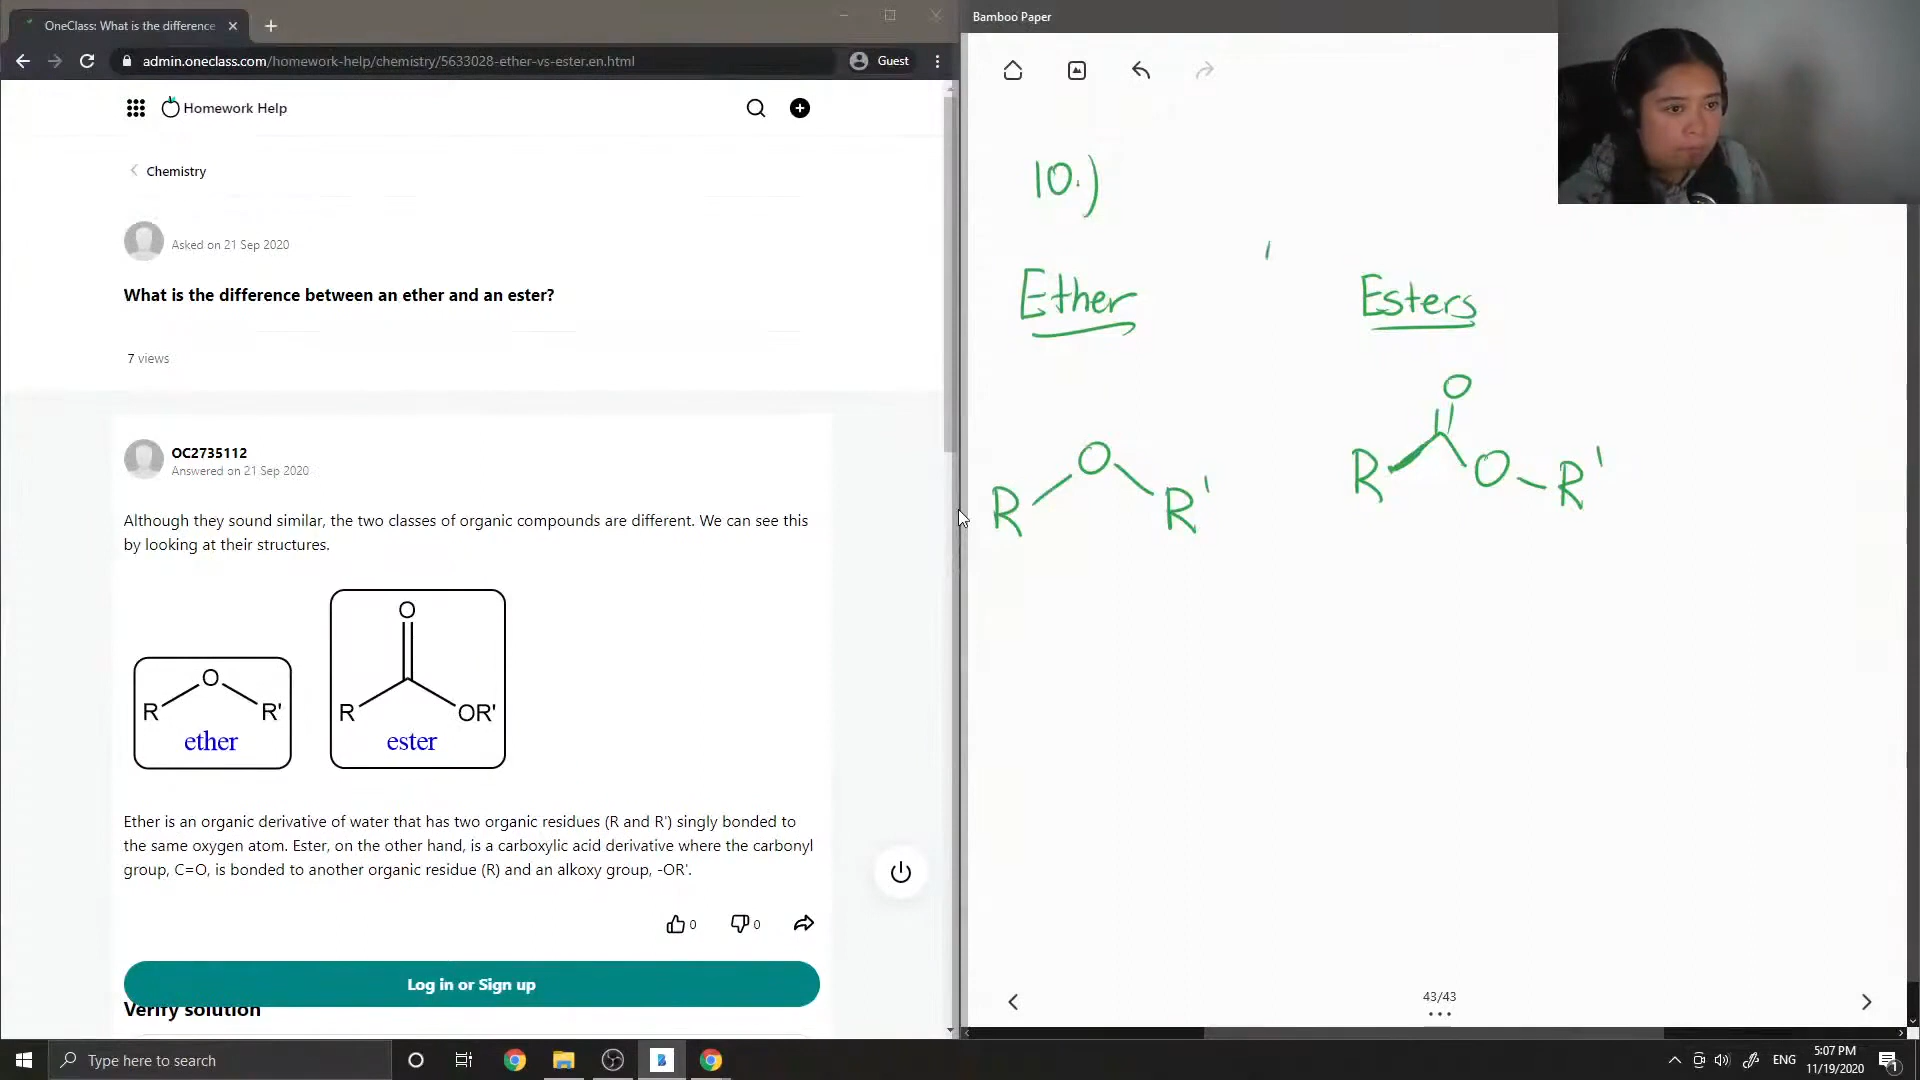 OneClass: What is the difference
admin.oneclass.com/homework-help/chemistry/5633028-ether-vs-ester.en.html
Guest
Homework Help
Chemistry
Asked on 21 Sep 2020
What is the difference between an ether and an ester?
7 views
OC2735112
Answered on 21 Sep 2020
Although they sound similar, the two classes of organic compounds are different. We can see this
by looking at their structures.
O
R R'
ether
O
R OR'
ester
Ether is an organic derivative of water that has two organic residues (R and R') singly bonded to
the same oxygen atom. Ester, on the other hand, is a carboxylic acid derivative where the carbonyl
group, C=O, is bonded to another organic residue (R) and an alkoxy group, -OR'.
0 0
Log in or Sign up
Verify solution
Bamboo Paper
10.)
Ether Esters
O
R R'
O
R O R'
43/43
Type here to search
B
ENG
5:07 PM
11/19/2020
1